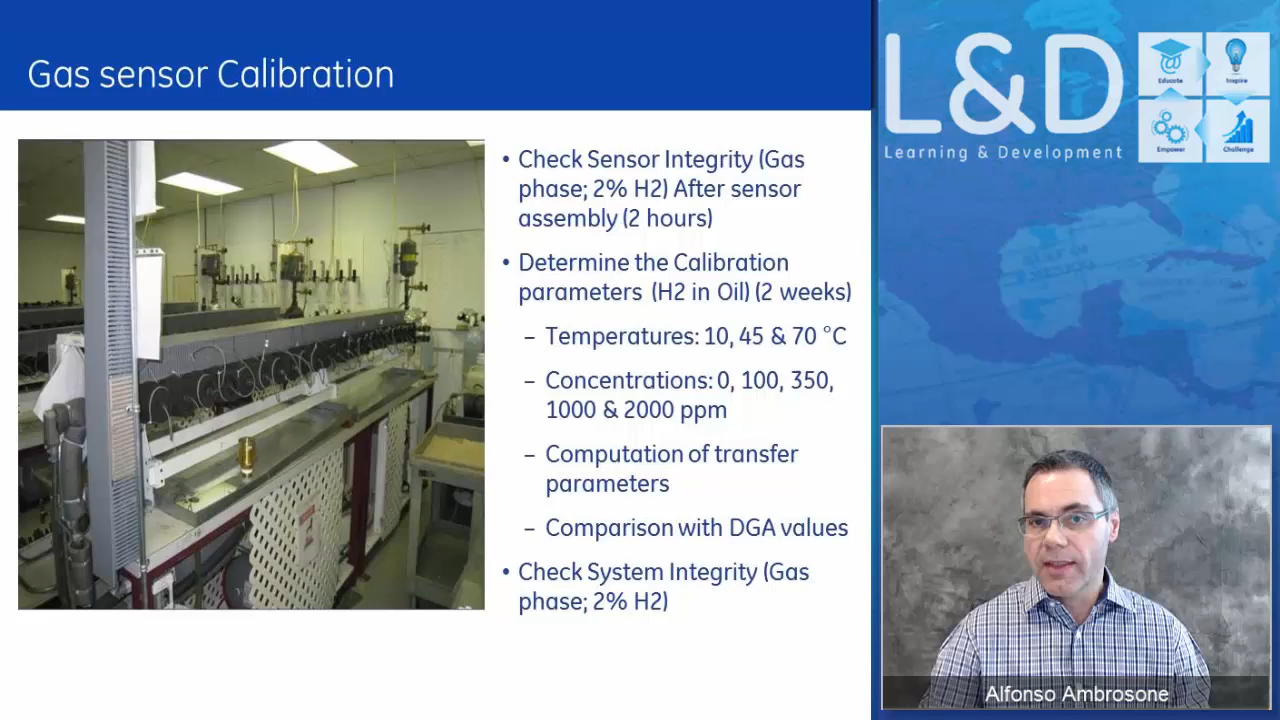 Gas sensor Calibration
• Check Sensor Integrity (Gas
phase; 2% H2) After sensor
assembly (2 hours)
• Determine the Calibration
parameters (H2 in Oil) (2 weeks)
– Temperatures: 10, 45 & 70 °C
– Concentrations: 0, 100, 350,
1000 & 2000 ppm
– Computation of transfer
parameters
– Comparison with DGA values
• Check System Integrity (Gas
phase; 2% H2)
L&D
Learning & Development
Educate
Inspire
Empower
Challenge
Alfonso Ambrosone